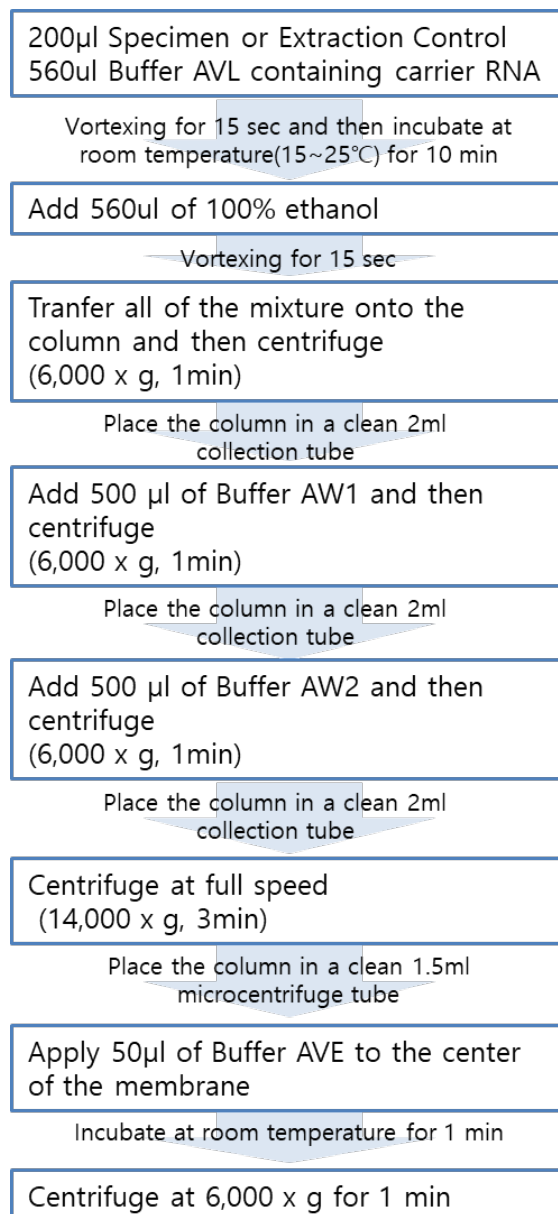 200µl Specimen or Extraction Control
560ul Buffer AVL containing carrier RNA
Vortexing for 15 sec and then incubate at
room temperature(15~25℃) for 10 min
Add 560ul of 100% ethanol
Vortexing for 15 sec
Tranfer all of the mixture onto the
column and then centrifuge
(6,000 x g, 1min)
Place the column in a clean 2ml
collection tube
Add 500 µl of Buffer AW1 and then
centrifuge
(6,000 x g, 1min)
Place the column in a clean 2ml
collection tube
Add 500 µl of Buffer AW2 and then
centrifuge
(6,000 x g, 1min)
Place the column in a clean 2ml
collection tube
Centrifuge at full speed
(14,000 x g, 3min)
Place the column in a clean 1.5ml
microcentrifuge tube
Apply 50µl of Buffer AVE to the center
of the membrane
Incubate at room temperature for 1 min
Centrifuge at 6,000 x g for 1 min